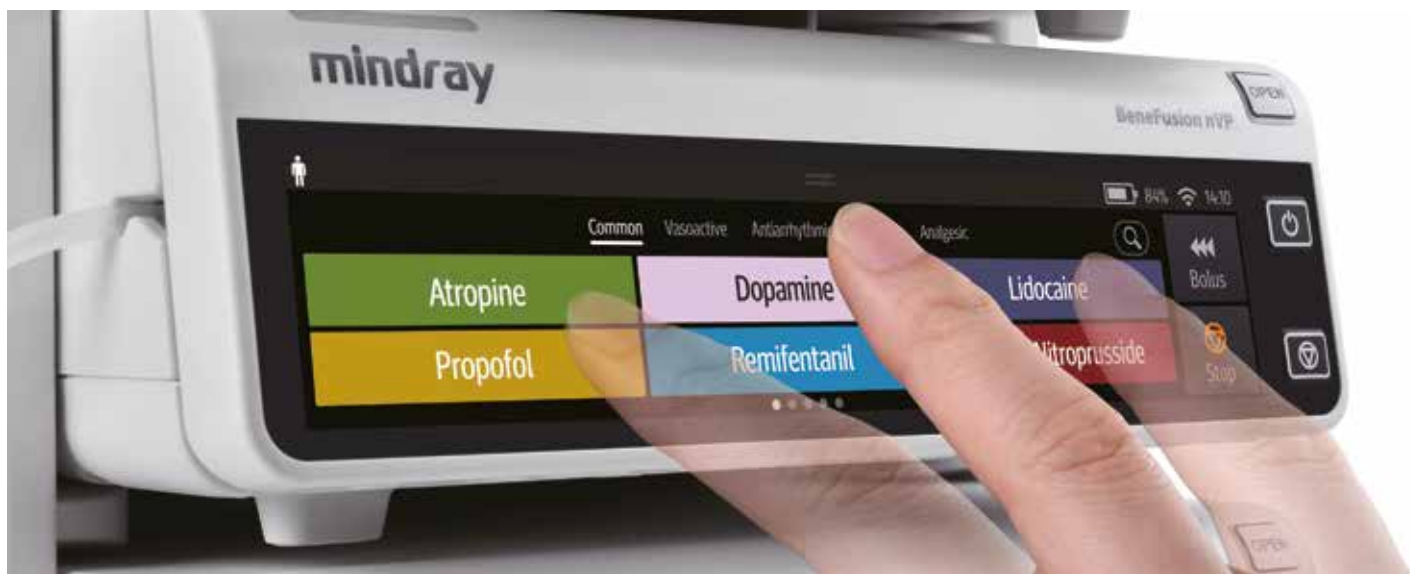 mindray
OPEN
BeneFusion nVP
84% 14:10
Common Vasoactive Analgesic
Bolus
Atropine Dopamine Lidocaine
Propofol Remifentanil Nitroprusside
Stop
OPEN